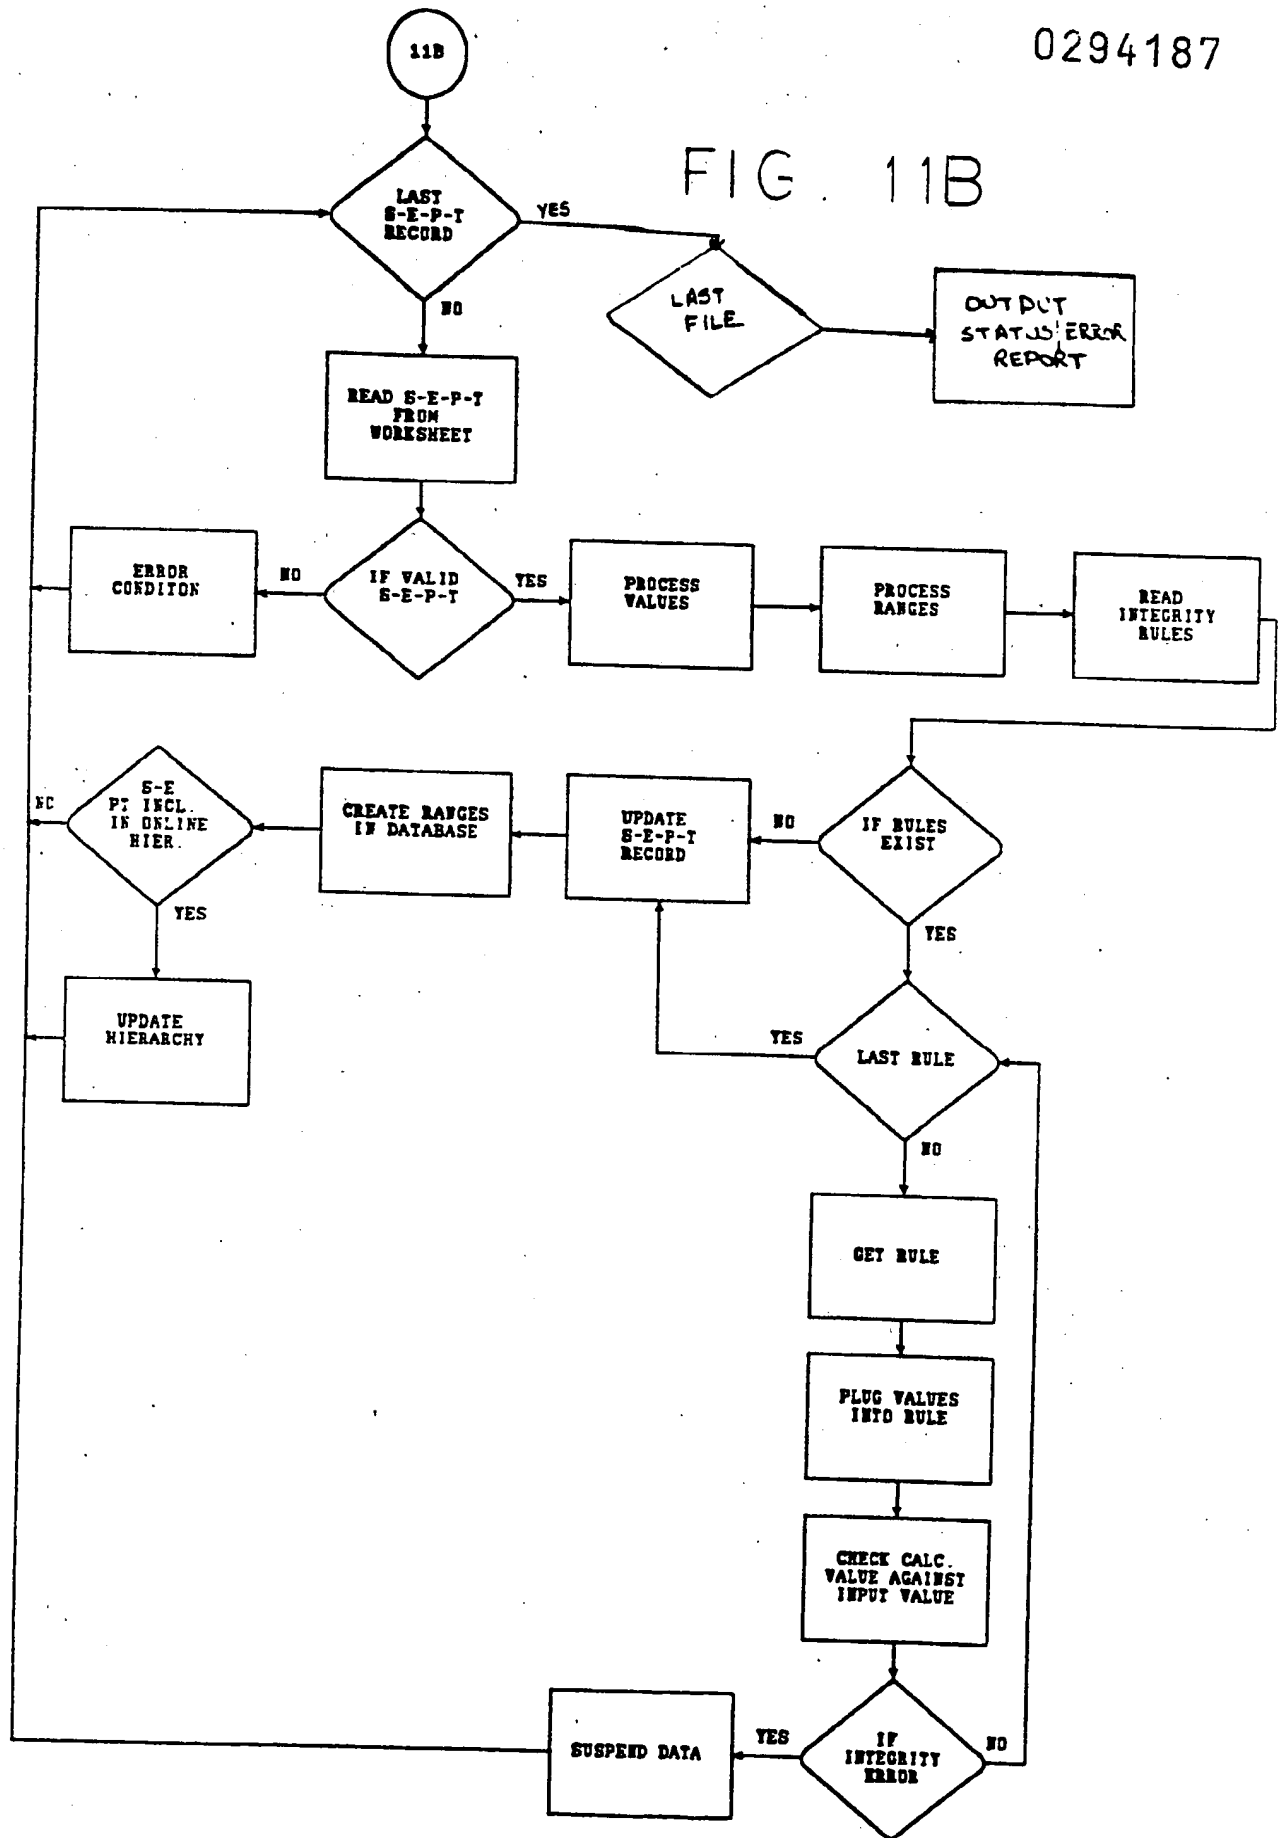 0294187
11B
FIG. 11B
LAST
S-E-P-T
RECORD
YES
NO
LAST
FILE
OUTPUT
STATUS/ERROR
REPORT
READ S-E-P-T
FROM
WORKSHEET
ERROR
CONDITON
NO
IF VALID
S-E-P-T
YES
PROCESS
VALUES
PROCESS
RANGES
READ
INTEGRITY
RULES
NC
S-E
PT INCL.
IN ONLINE
HIER.
YES
CREATE RANGES
IN DATABASE
UPDATE
S-E-P-T
RECORD
NO
IF RULES
EXIST
YES
UPDATE
HIERARCHY
YES
LAST RULE
NO
GET RULE
PLUG VALUES
INTO RULE
CHECK CALC.
VALUE AGAINST
INPUT VALUE
SUSPEND DATA
YES
IF
INTEGRITY
ERROR
NO